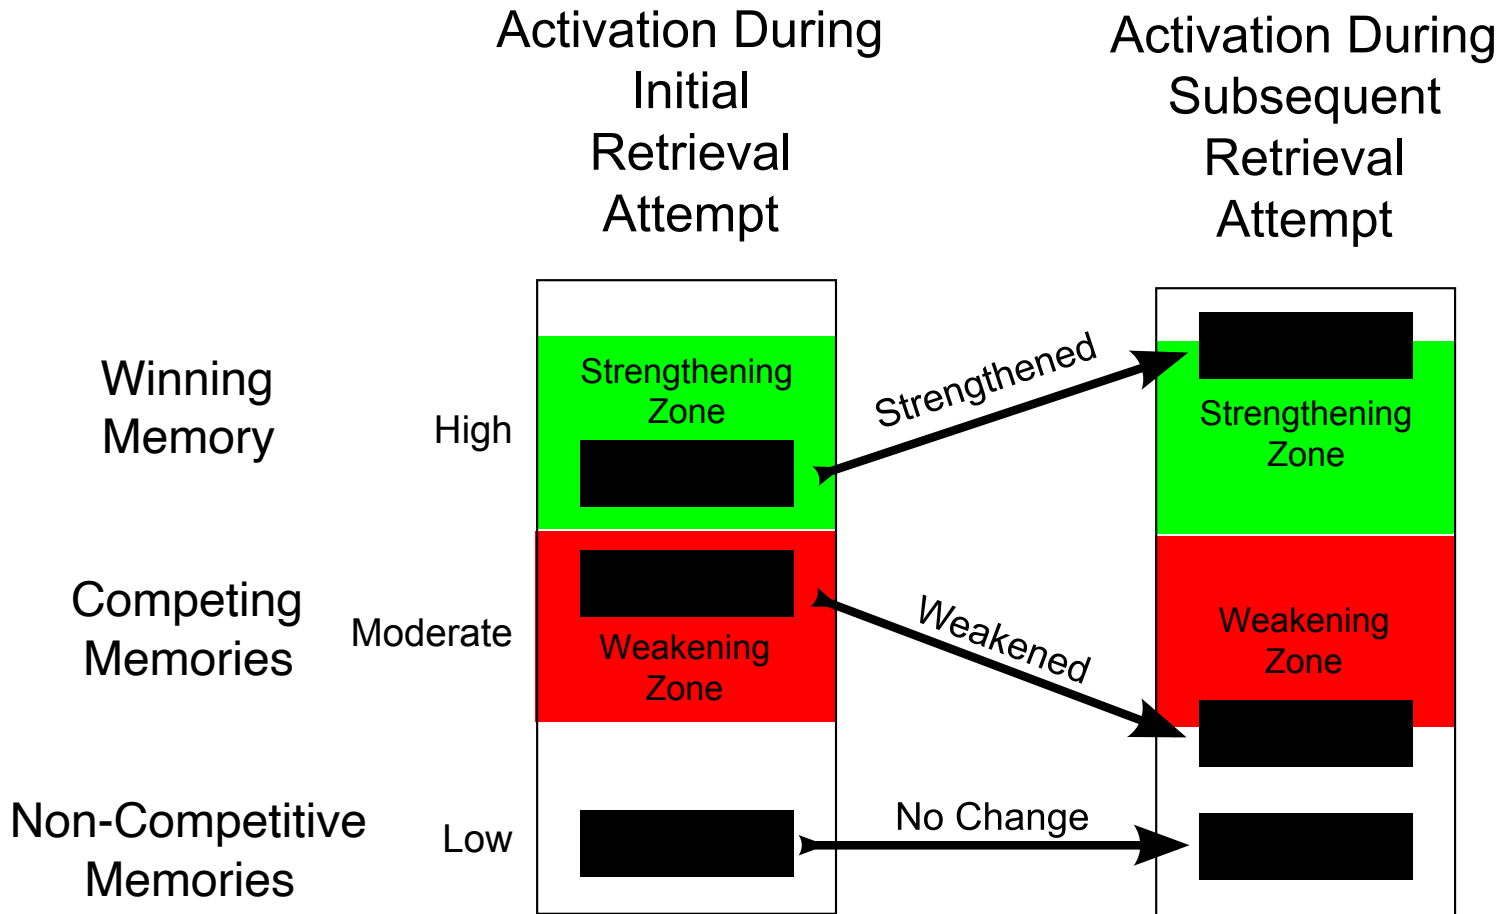 Activation During
Initial
Retrieval
Attempt
Activation During
Subsequent
Retrieval
Attempt
Winning
Memory
High
Strengthening
Zone
Strengthened
Strengthening
Zone
Competing
Memories
Moderate
Weakening
Zone
Weakened
Weakening
Zone
Non-Competitive
Memories
Low
No Change